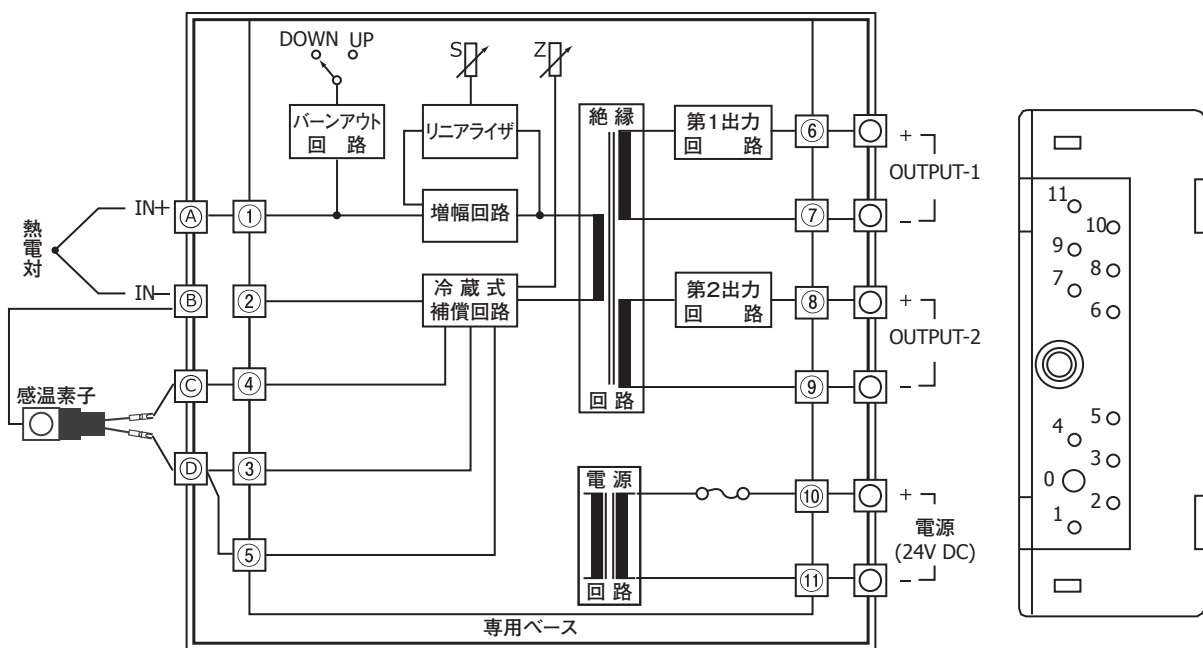 DOWN UP
S
Z
バーンアウト
回 路
リニアライザ
絶 縁
第1出力
回 路
⑥
+
OUTPUT-1
⑦
−
熱電対
IN+
Ⓐ
①
増幅回路
IN−
Ⓑ
②
冷 蔵 式
補償回路
第2出力
回 路
⑧
+
OUTPUT-2
⑨
−
回 路
感温素子
Ⓒ
④
Ⓓ
③
⑤
電 源
回 路
⑩
+
電源
(24V DC)
⑪
−
専用ベース
11
10
9
8
7
6
5
4
3
0
2
1